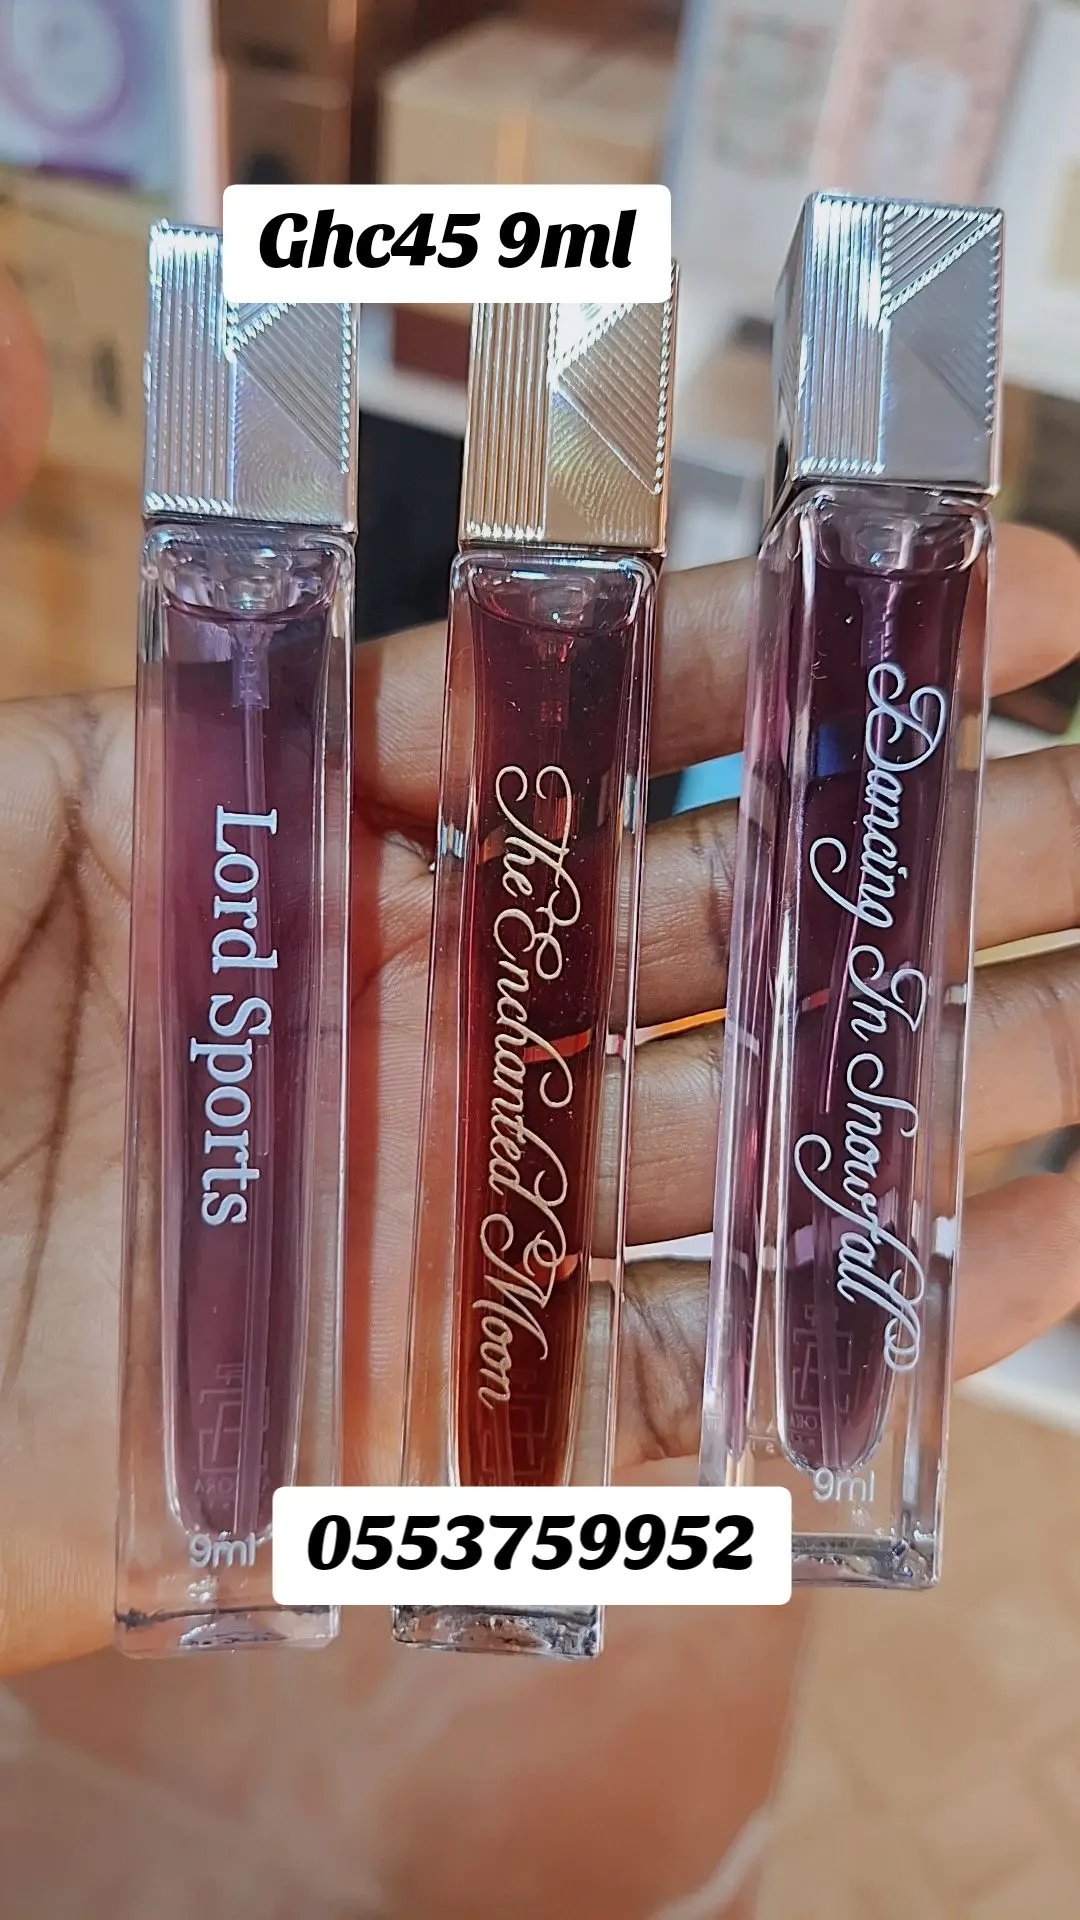 Ghc45 9ml
Lord Sports
9ml
The Enchanted Moon
Dancing In Snowfall
9ml
0553759952